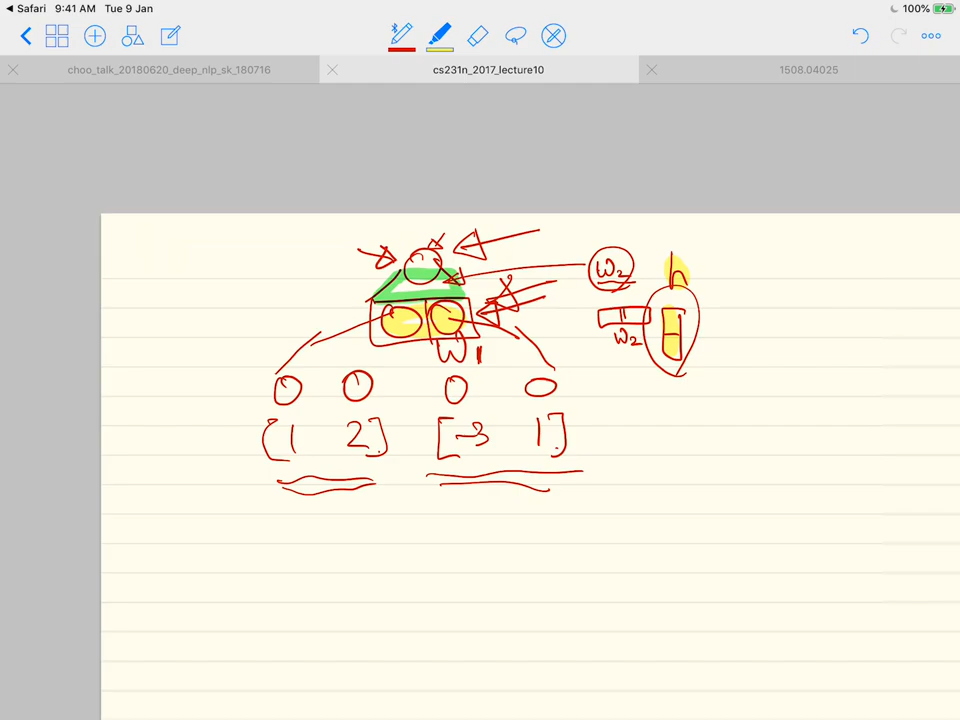 Safari 9:41 AM Tue 9 Jan 100%
choo_talk_20180620_deep_nlp_sk_180716 cs231n_2017_lecture10 1508.04025
h
W2
W2
W1
[1 2] [-3 1]